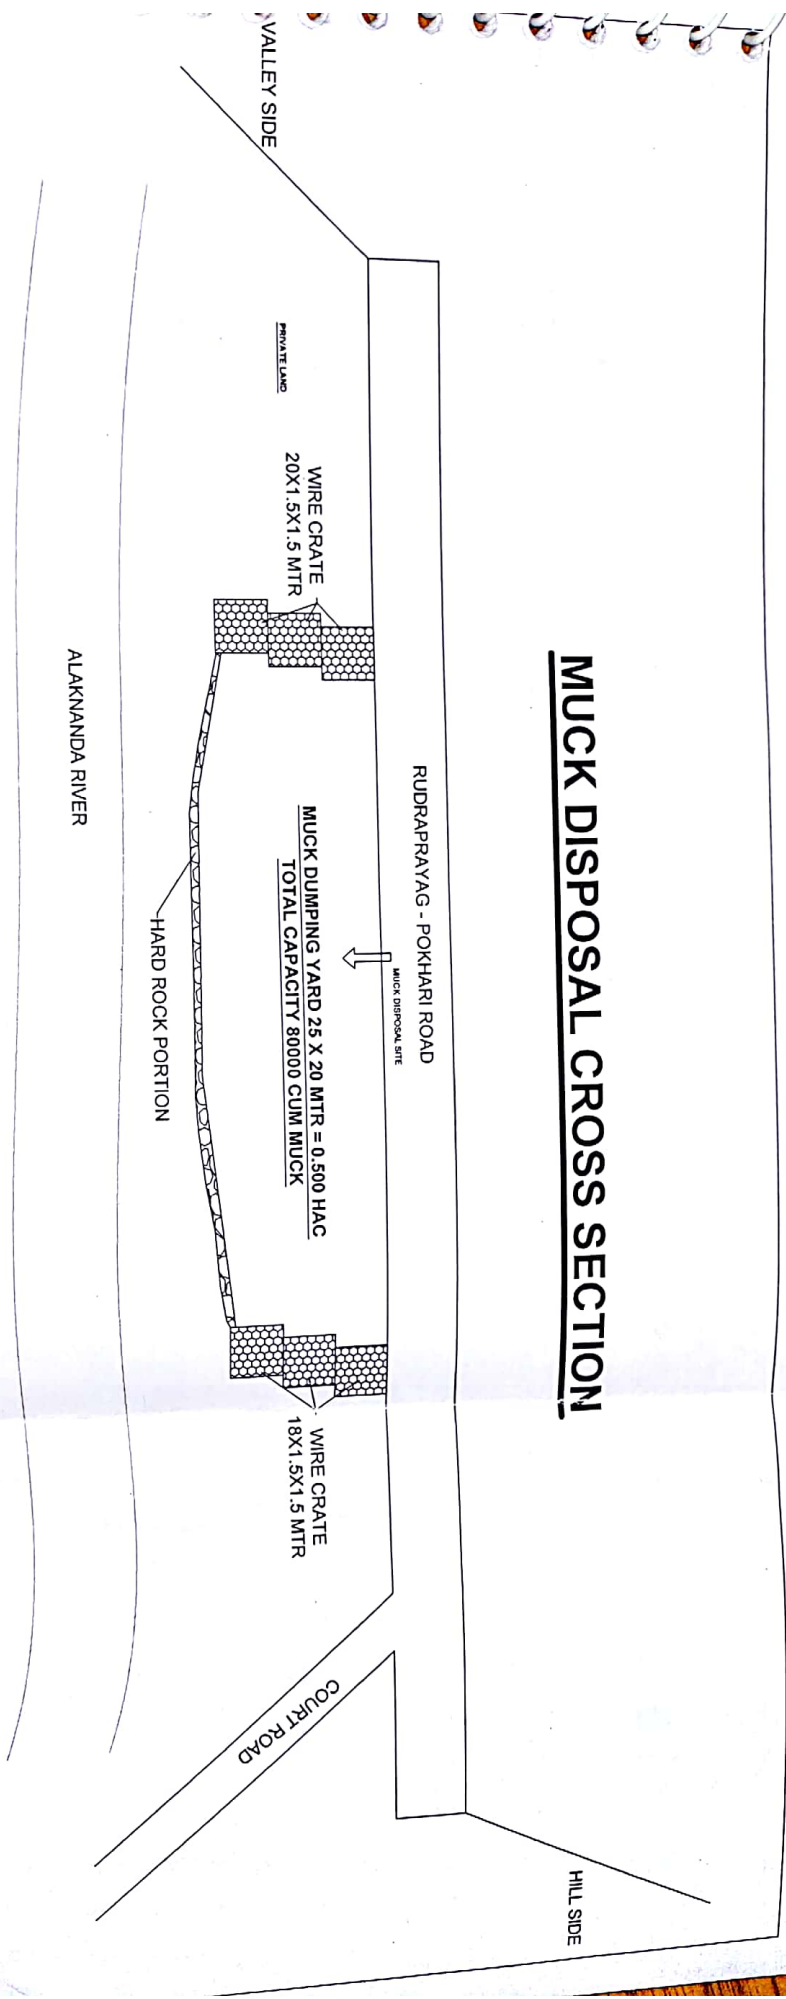 MUCK DISPOSAL CROSS SECTION
HILL SIDE
RUDRAPRAYAG - POKHARI ROAD
MUCK DISPOSAL SITE
VALLEY SIDE
PRIVATE LAND
WIRE CRATE
20X1.5X1.5 MTR
MUCK DUMPING YARD 25 X 20 MTR = 0.500 HAC
TOTAL CAPACITY 80000 CUM MUCK
WIRE CRATE
18X1.5X1.5 MTR
COURT ROAD
HARD ROCK PORTION
ALAKNANDA RIVER